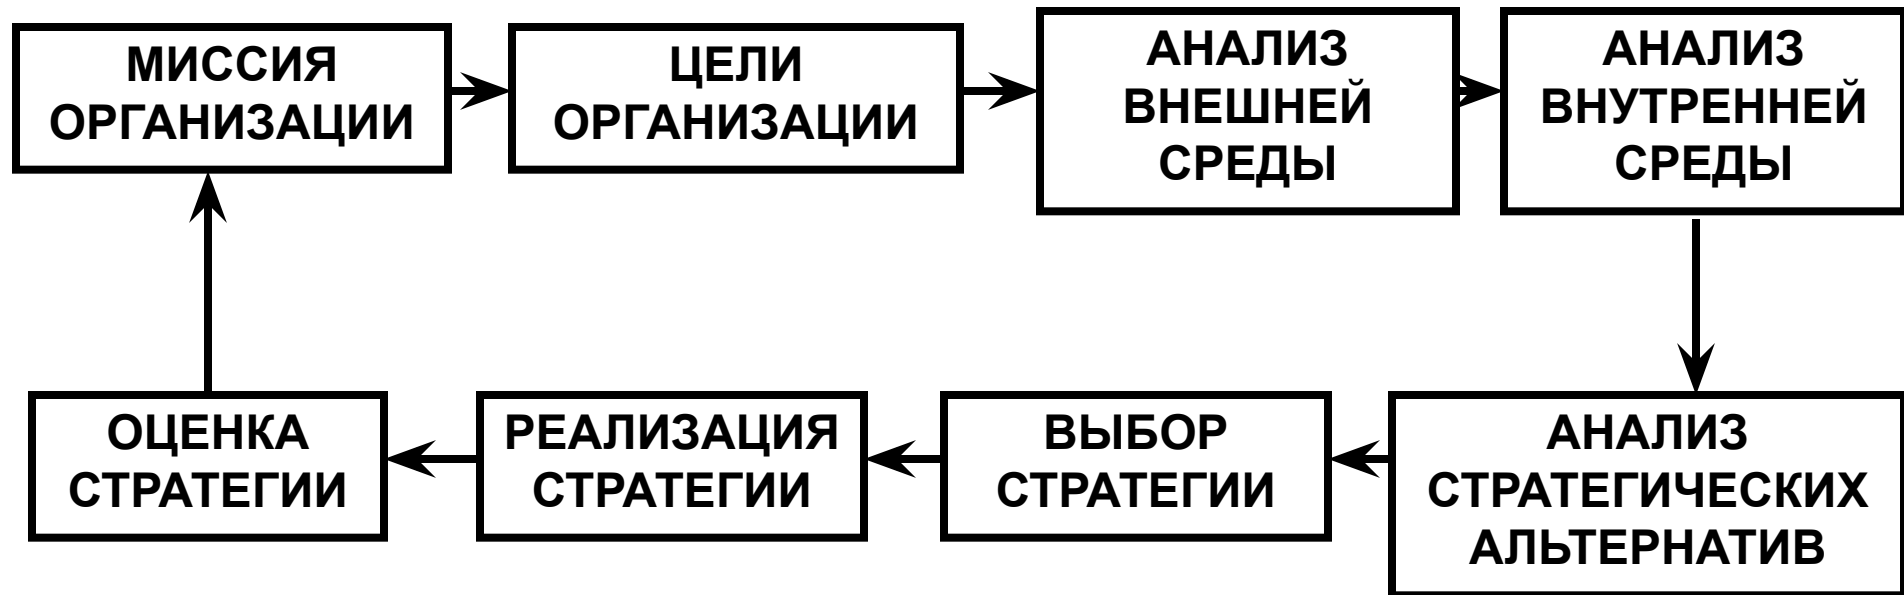 МИССИЯ
ОРГАНИЗАЦИИ
ЦЕЛИ
ОРГАНИЗАЦИИ
АНАЛИЗ
ВНЕШНЕЙ
СРЕДЫ
АНАЛИЗ
ВНУТРЕННЕЙ
СРЕДЫ
ОЦЕНКА
СТРАТЕГИИ
РЕАЛИЗАЦИЯ
СТРАТЕГИИ
ВЫБОР
СТРАТЕГИИ
АНАЛИЗ
СТРАТЕГИЧЕСКИХ
АЛЬТЕРНАТИВ